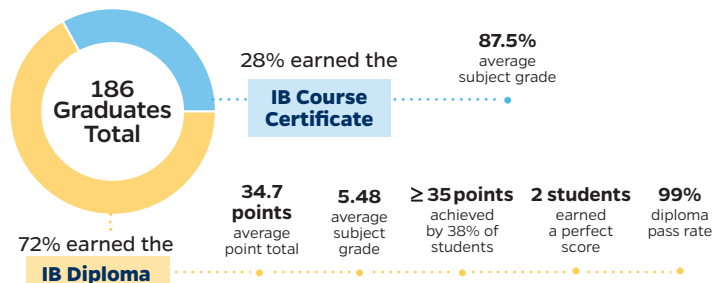 186
Graduates
Total
28% earned the
IB Course
Certificate
87.5%
average
subject grade
72% earned the
IB Diploma
34.7
points
average
point total
5.48
average
subject
grade
≥ 35 points
achieved
by 38% of
students
2 students
earned
a perfect
score
99%
diploma
pass rate